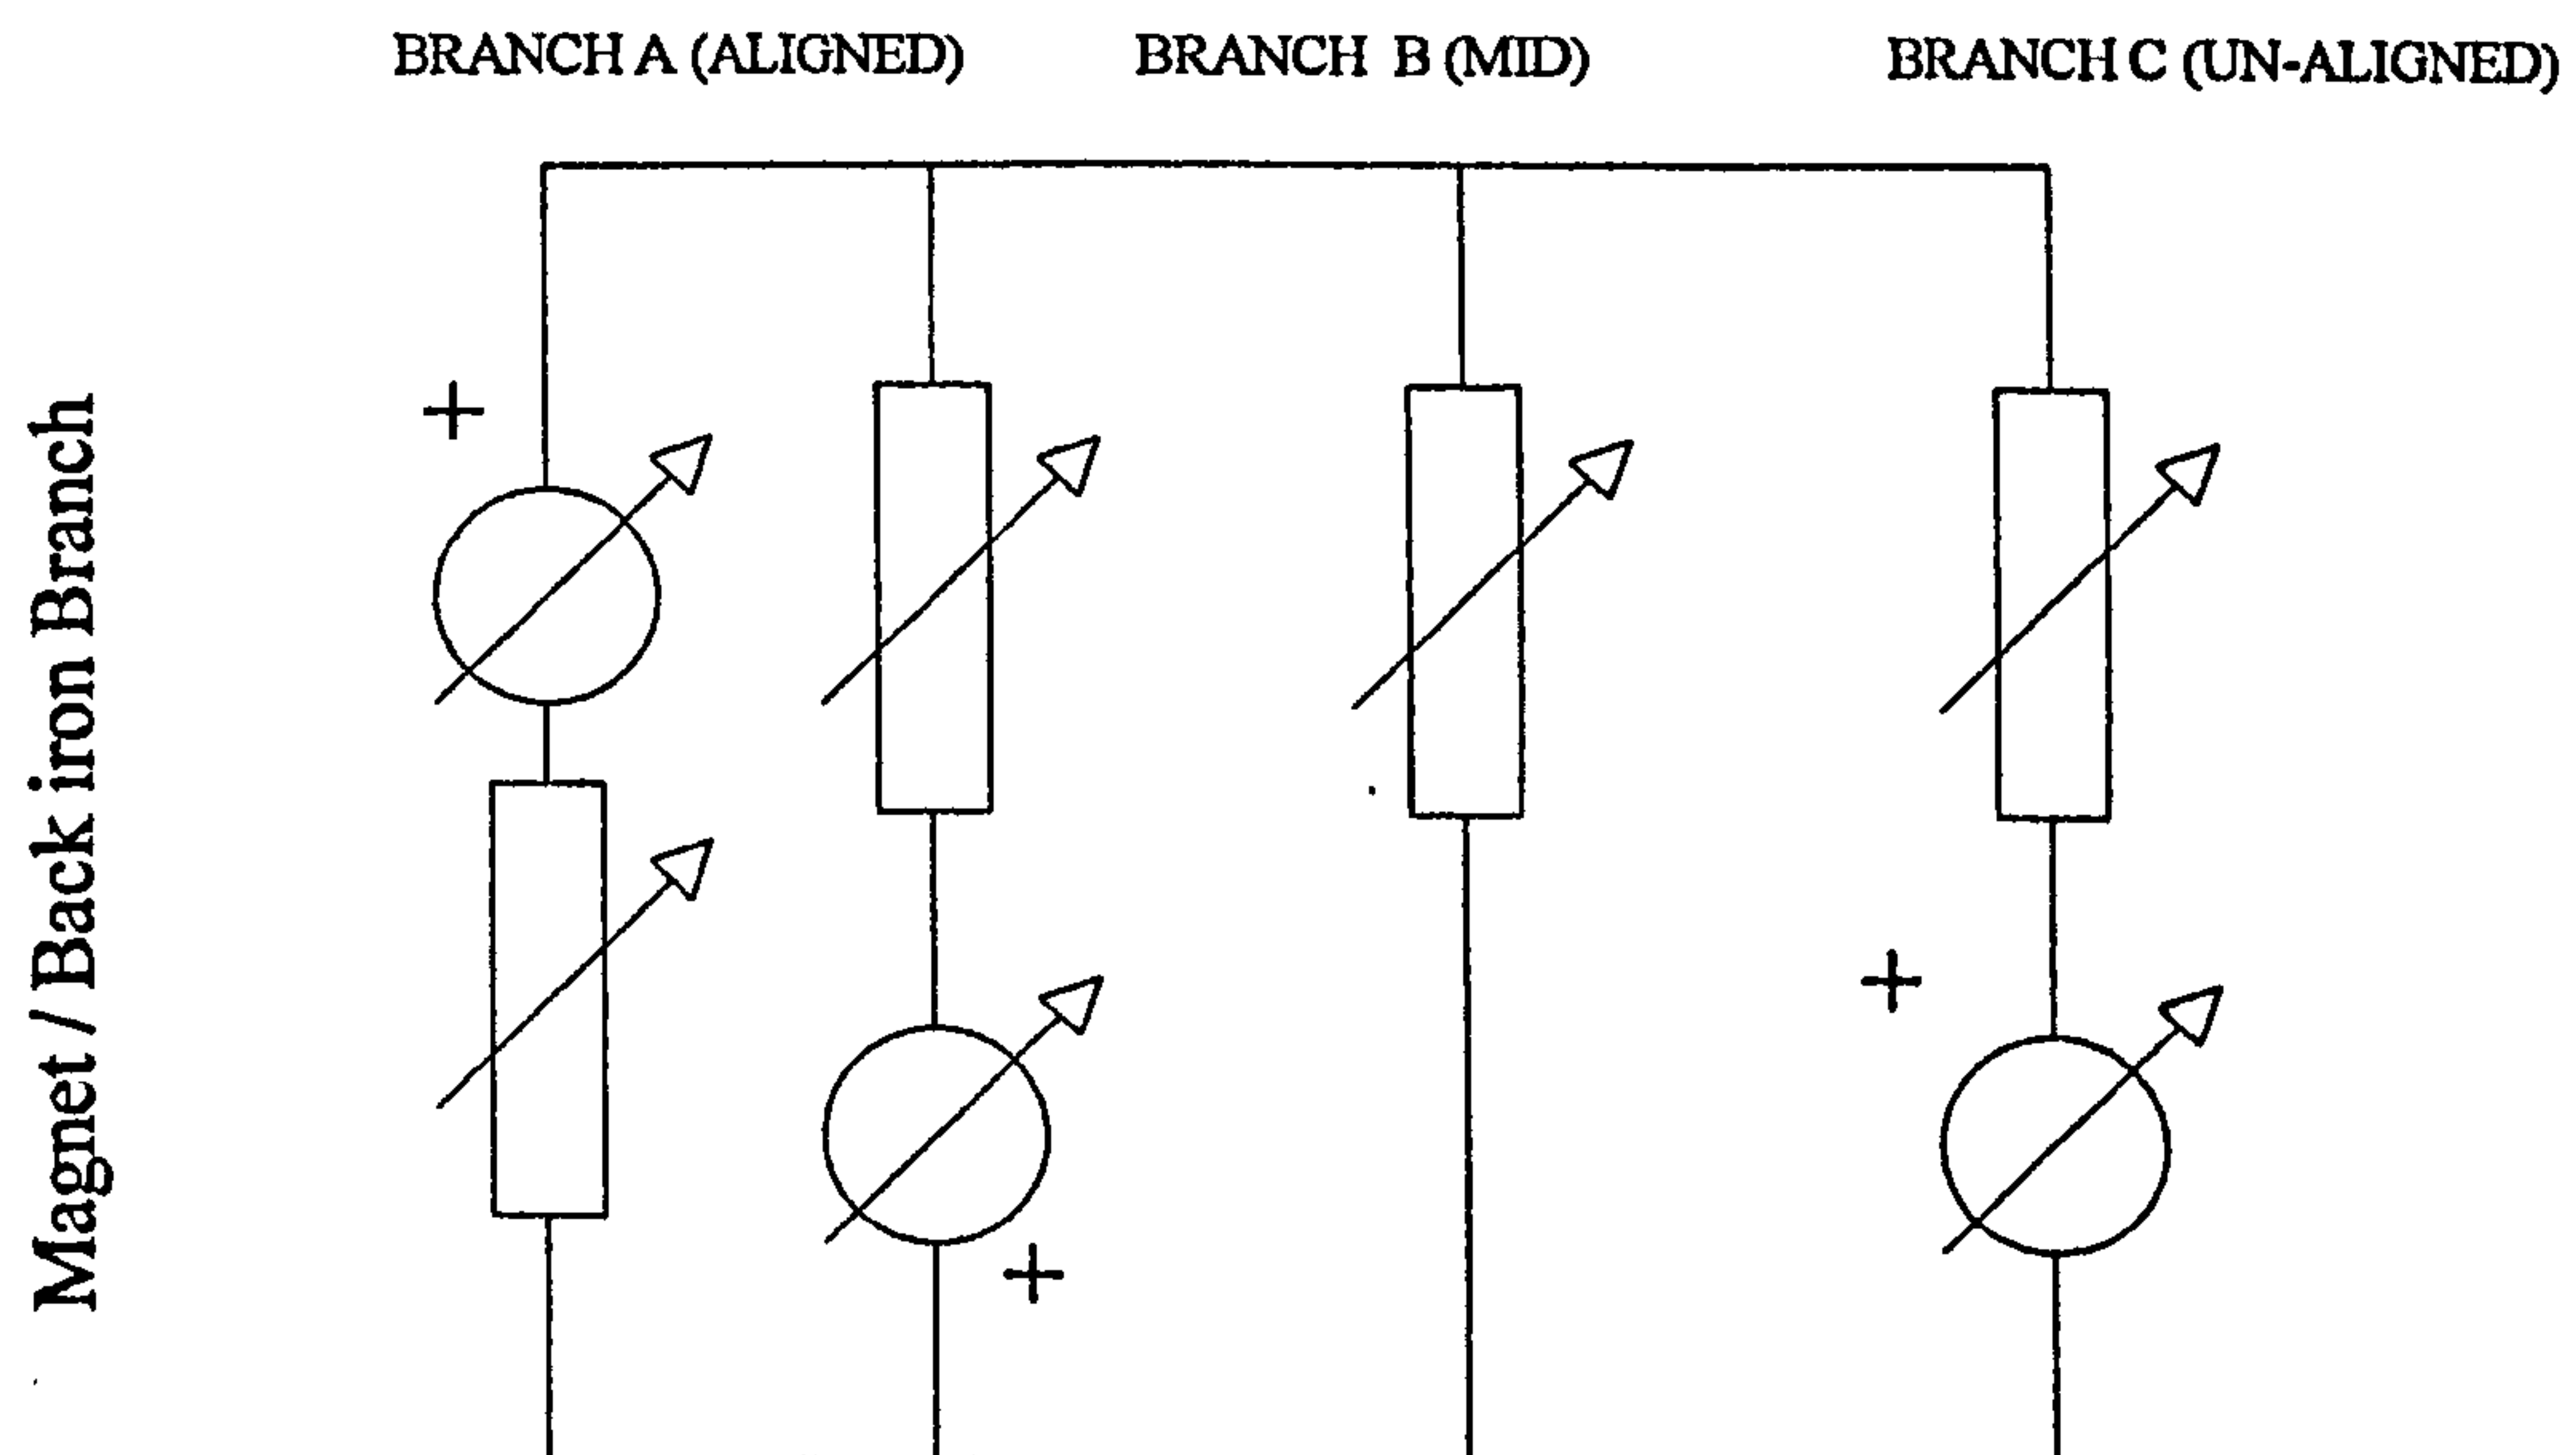 BRANCH A (ALIGNED)
BRANCH B (MID)
BRANCH C (UN-ALIGNED)
Magnet / Back iron Branch
+
+
+
+